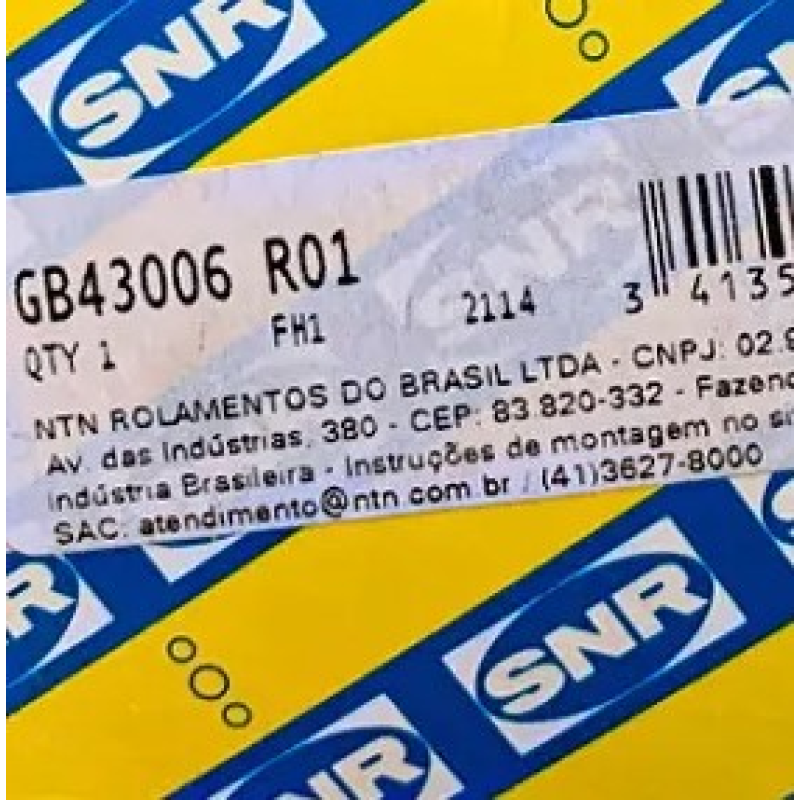 SNR
SN
SNR
GB43006 R01
QTY 1 FH1 2114 3 4135
NTN ROLAMENTOS DO BRASIL LTDA - CNPJ: 02.9
Av. das Indústrias, 380 - CEP: 83.820-332 - Fazend
Indústria Brasileira - Instruções de montagem no si
SAC: atendimento@ntn.com.br / (41)3627-8000
R
SNR
SNR